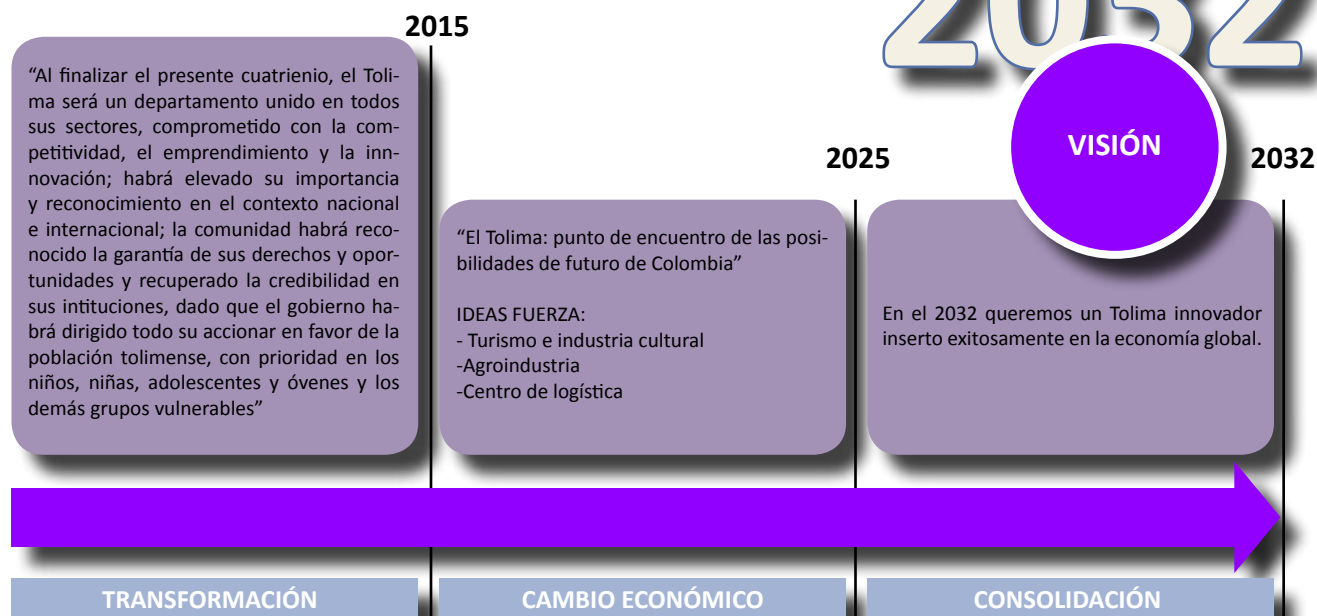 2032
2015
"Al finalizar el presente cuatrienio, el Toli-
ma será un departamento unido en todos
sus sectores, comprometido con la com-
petitividad, el emprendimiento y la inn-
novación; habrá elevado su importancia
y reconocimiento en el contexto nacional
e internacional; la comunidad habrá reco-
nocido la garantía de sus derechos y opor-
tunidades y recuperado la credibilidad en
sus intituciones, dado que el gobierno ha-
brá dirigido todo su accionar en favor de la
población tolimense, con prioridad en los
niños, niñas, adolescentes y óvenes y los
demás grupos vulnerables"
2025
"El Tolima: punto de encuentro de las posi-
bilidades de futuro de Colombia"
IDEAS FUERZA:
- Turismo e industria cultural
-Agroindustria
-Centro de logística
VISIÓN
2032
En el 2032 queremos un Tolima innovador
inserto exitosamente en la economía global.
TRANSFORMACIÓN
CAMBIO ECONÓMICO
CONSOLIDACIÓN